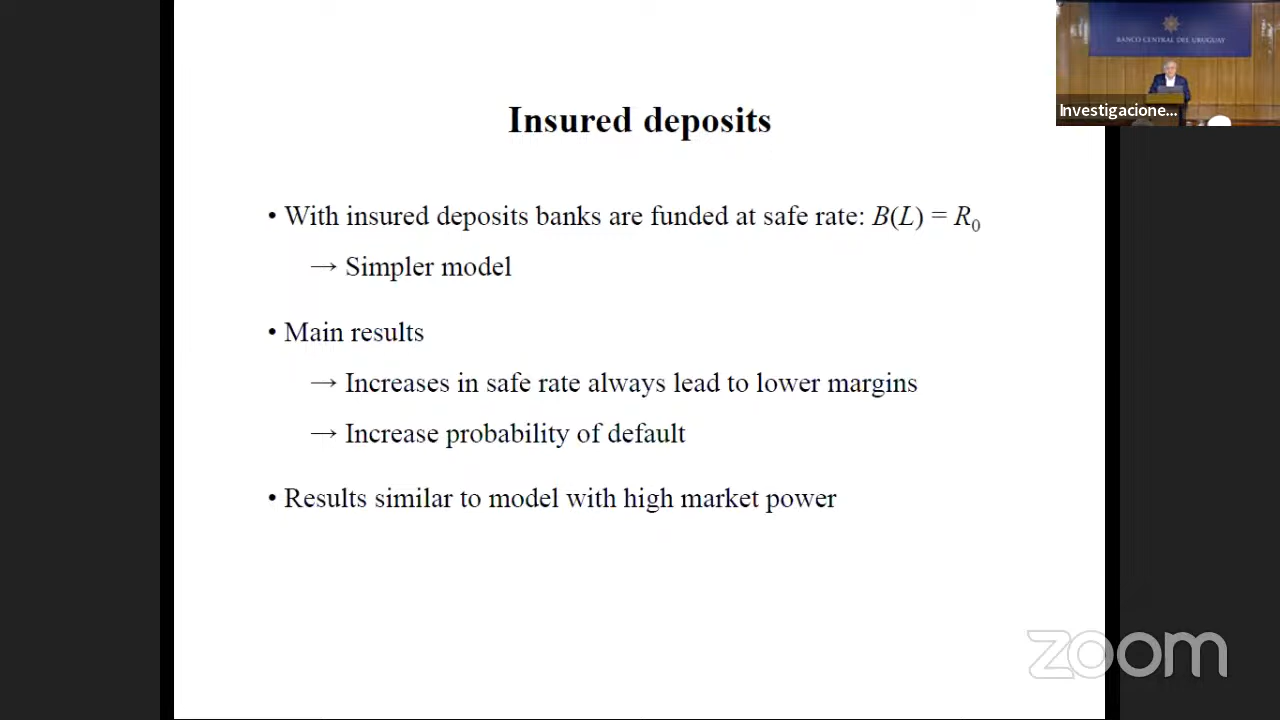 BANCO CENTRAL DEL URUGUAY
Investigacione...
Insured deposits
• With insured deposits banks are funded at safe rate: B(L) = R₀
→ Simpler model
• Main results
→ Increases in safe rate always lead to lower margins
→ Increase probability of default
• Results similar to model with high market power
zoom